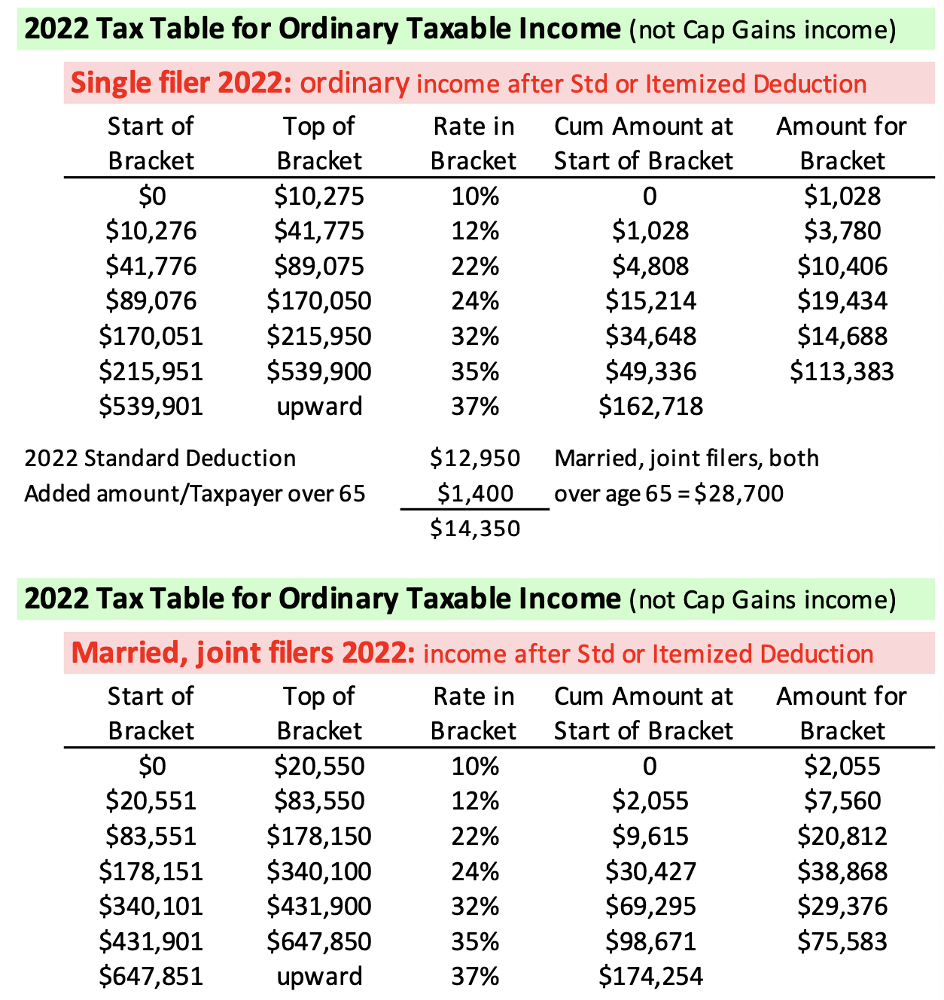 2022 Tax Table for Ordinary Taxable Income (not Cap Gains income)
Single filer 2022: ordinary income after Std or Itemized Deduction
Start of Top of Rate in Cum Amount at Amount for
Bracket Bracket Bracket Start of Bracket Bracket
$0 $10,275 10% 0 $1,028
$10,276 $41,775 12% $1,028 $3,780
$41,776 $89,075 22% $4,808 $10,406
$89,076 $170,050 24% $15,214 $19,434
$170,051 $215,950 32% $34,648 $14,688
$215,951 $539,900 35% $49,336 $113,383
$539,901 upward 37% $162,718
2022 Standard Deduction $12,950 Married, joint filers, both
Added amount/Taxpayer over 65 $1,400 over age 65 = $28,700
$14,350
2022 Tax Table for Ordinary Taxable Income (not Cap Gains income)
Married, joint filers 2022: income after Std or Itemized Deduction
Start of Top of Rate in Cum Amount at Amount for
Bracket Bracket Bracket Start of Bracket Bracket
$0 $20,550 10% 0 $2,055
$20,551 $83,550 12% $2,055 $7,560
$83,551 $178,150 22% $9,615 $20,812
$178,151 $340,100 24% $30,427 $38,868
$340,101 $431,900 32% $69,295 $29,376
$431,901 $647,850 35% $98,671 $75,583
$647,851 upward 37% $174,254